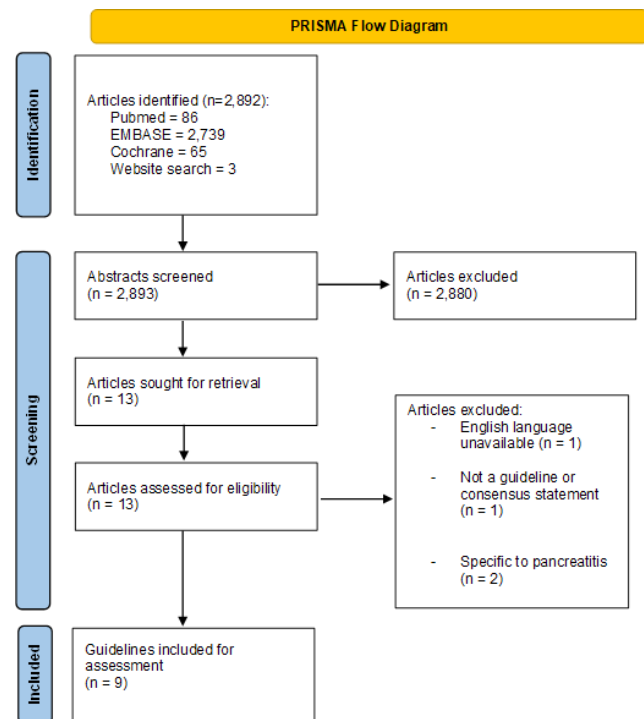 PRISMA Flow Diagram
Identification
Articles identified (n=2,892):
Pubmed = 86
EMBASE = 2,739
Cochrane = 65
Website search = 3
Screening
Abstracts screened
(n = 2,893)
Articles excluded
(n = 2,880)
Articles sought for retrieval
(n = 13)
Articles assessed for eligibility
(n = 13)
Articles excluded:
- English language
unavailable (n = 1)
- Not a guideline or
consensus statement
(n = 1)
- Specific to pancreatitis
(n = 2)
Included
Guidelines included for
assessment
(n = 9)